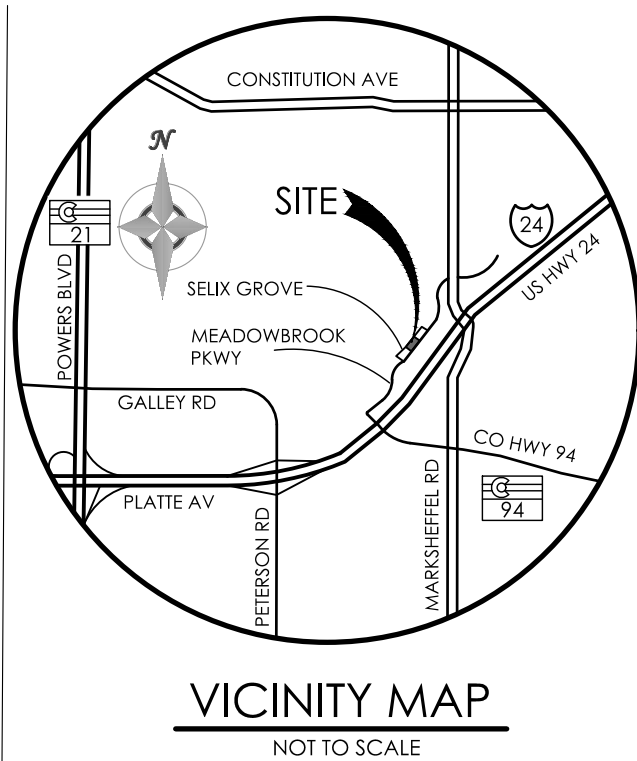 CONSTITUTION AVE
N
21
SITE
24
US HWY 24
POWERS BLVD
SELIX GROVE
MEADOWBROOK
PKWY
GALLEY RD
CO HWY 94
PLATTE AV
94
PETERSON RD
MARKSHEFFEL RD
VICINITY MAP
NOT TO SCALE